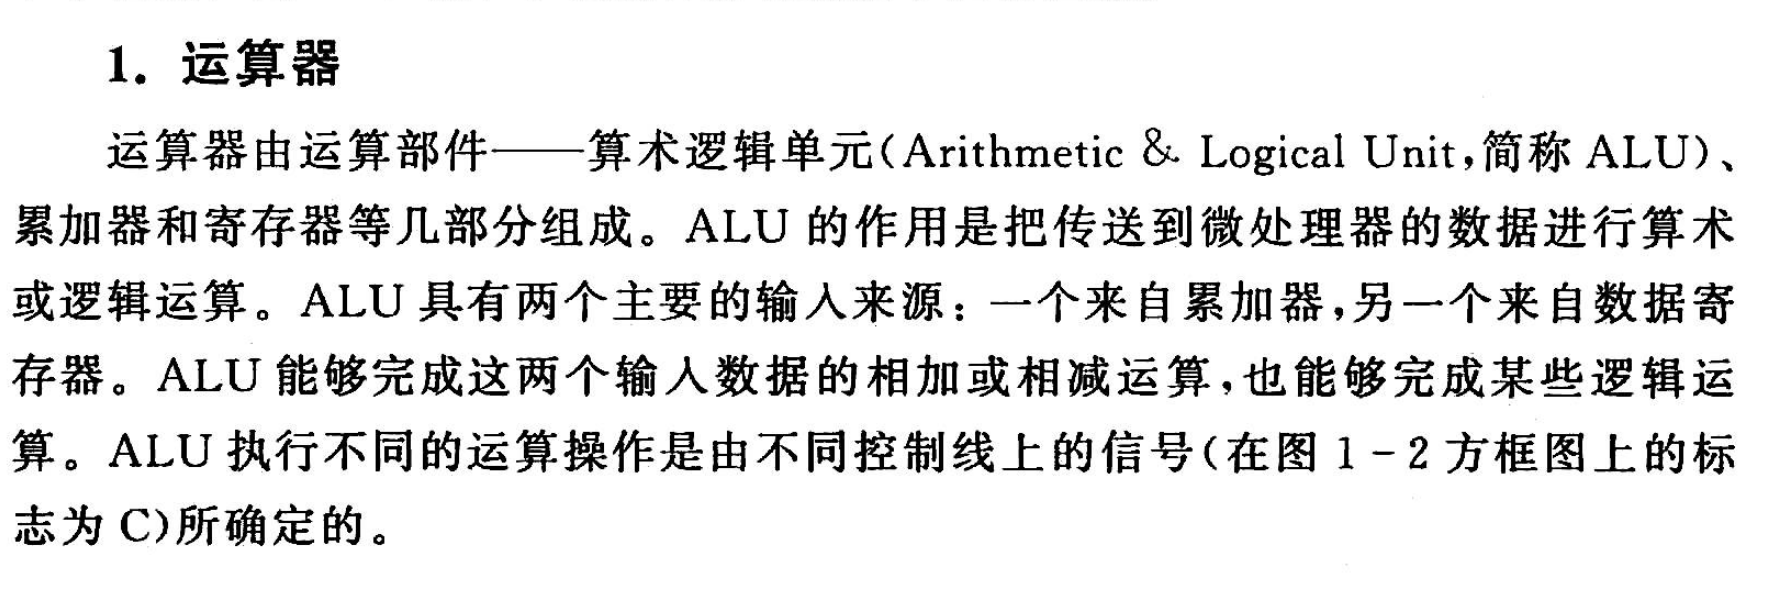 1. 运算器
运算器由运算部件——算术逻辑单元(Arithmetic & Logical Unit,简称 ALU)、
累加器和寄存器等几部分组成。ALU 的作用是把传送到微处理器的数据进行算术
或逻辑运算。ALU 具有两个主要的输入来源：一个来自累加器,另一个来自数据寄
存器。ALU 能够完成这两个输入数据的相加或相减运算,也能够完成某些逻辑运
算。ALU 执行不同的运算操作是由不同控制线上的信号(在图 1-2 方框图上的标
志为 C)所确定的。